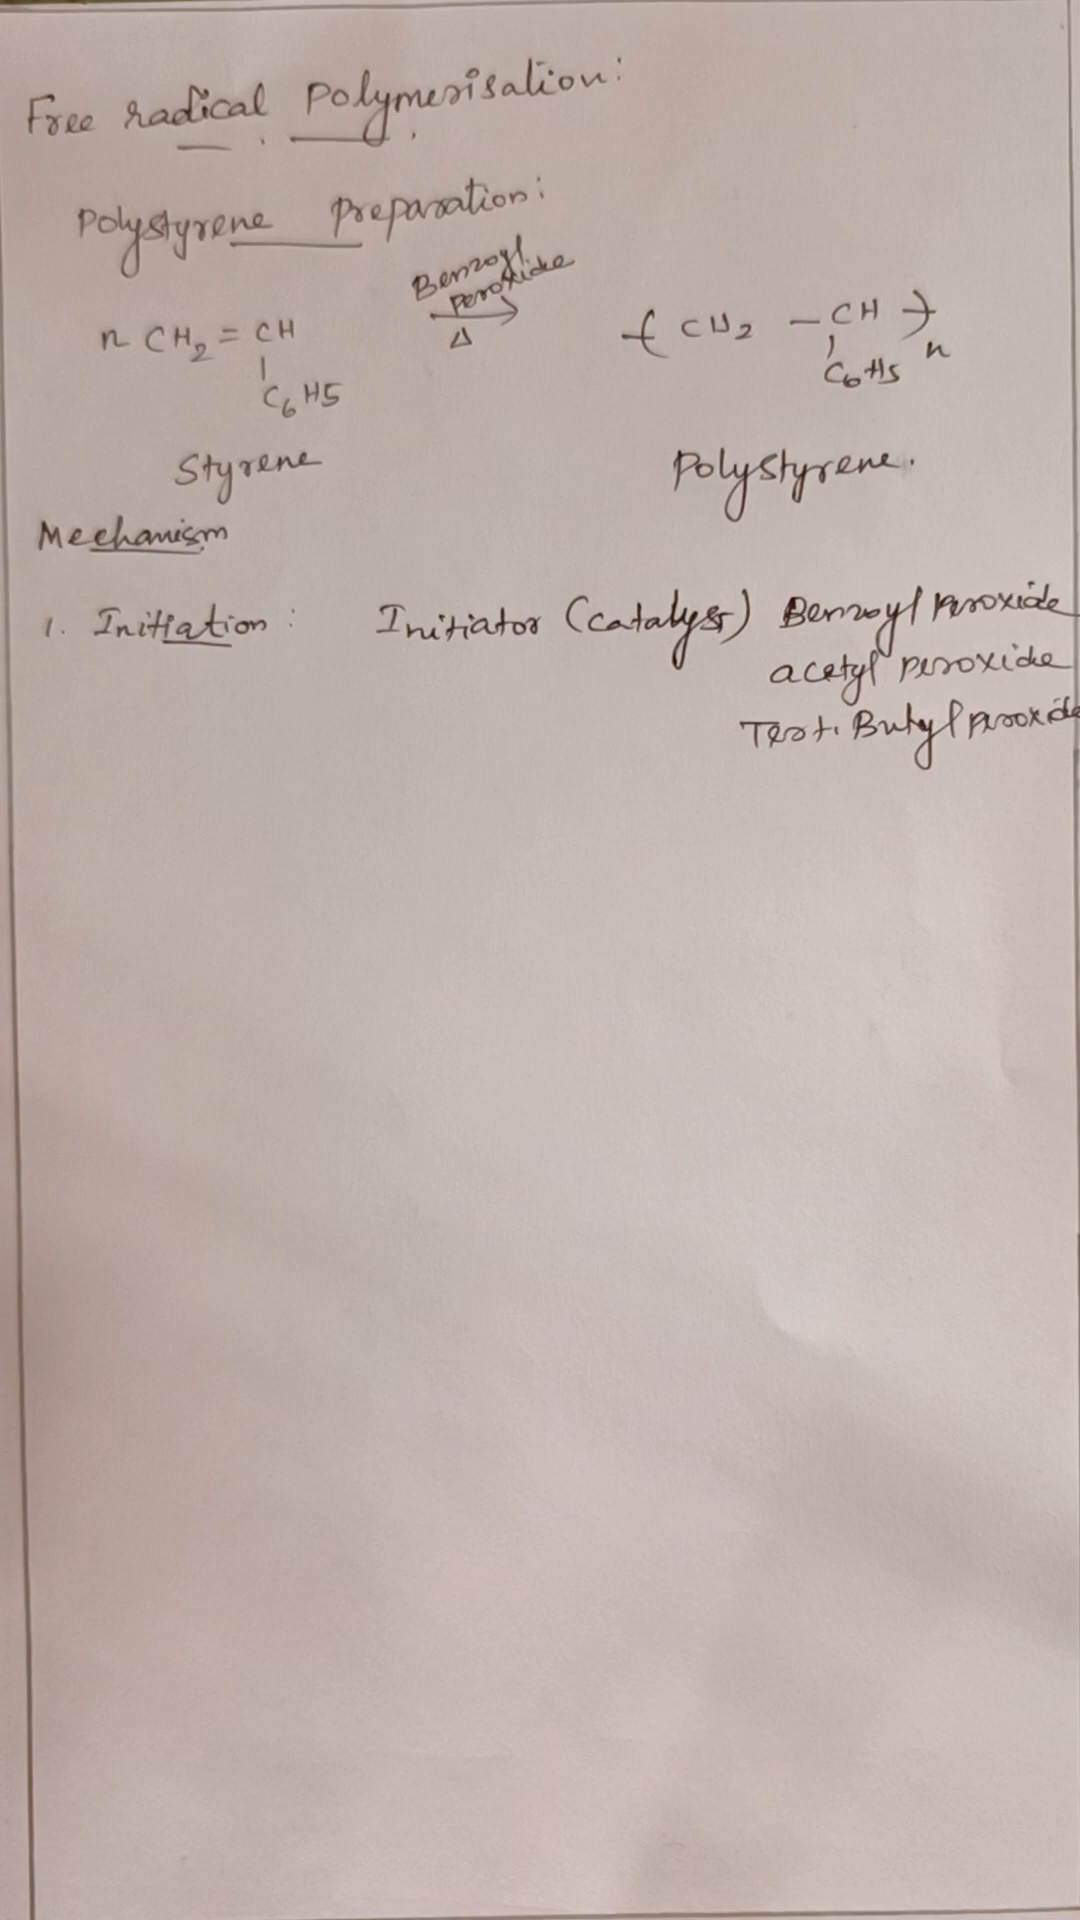 Free radical Polymerisation:
Polystyrene Preparation:
Benzoyl
peroxide
n CH₂ = CH → Δ { CH₂ – CH } n
| |
C₆H5 C₆H5
Styrene Polystyrene.
Mechanism
1. Initiation: Initiator (catalyst) Benzoyl peroxide
acetyl peroxide
Tert. Butyl peroxide